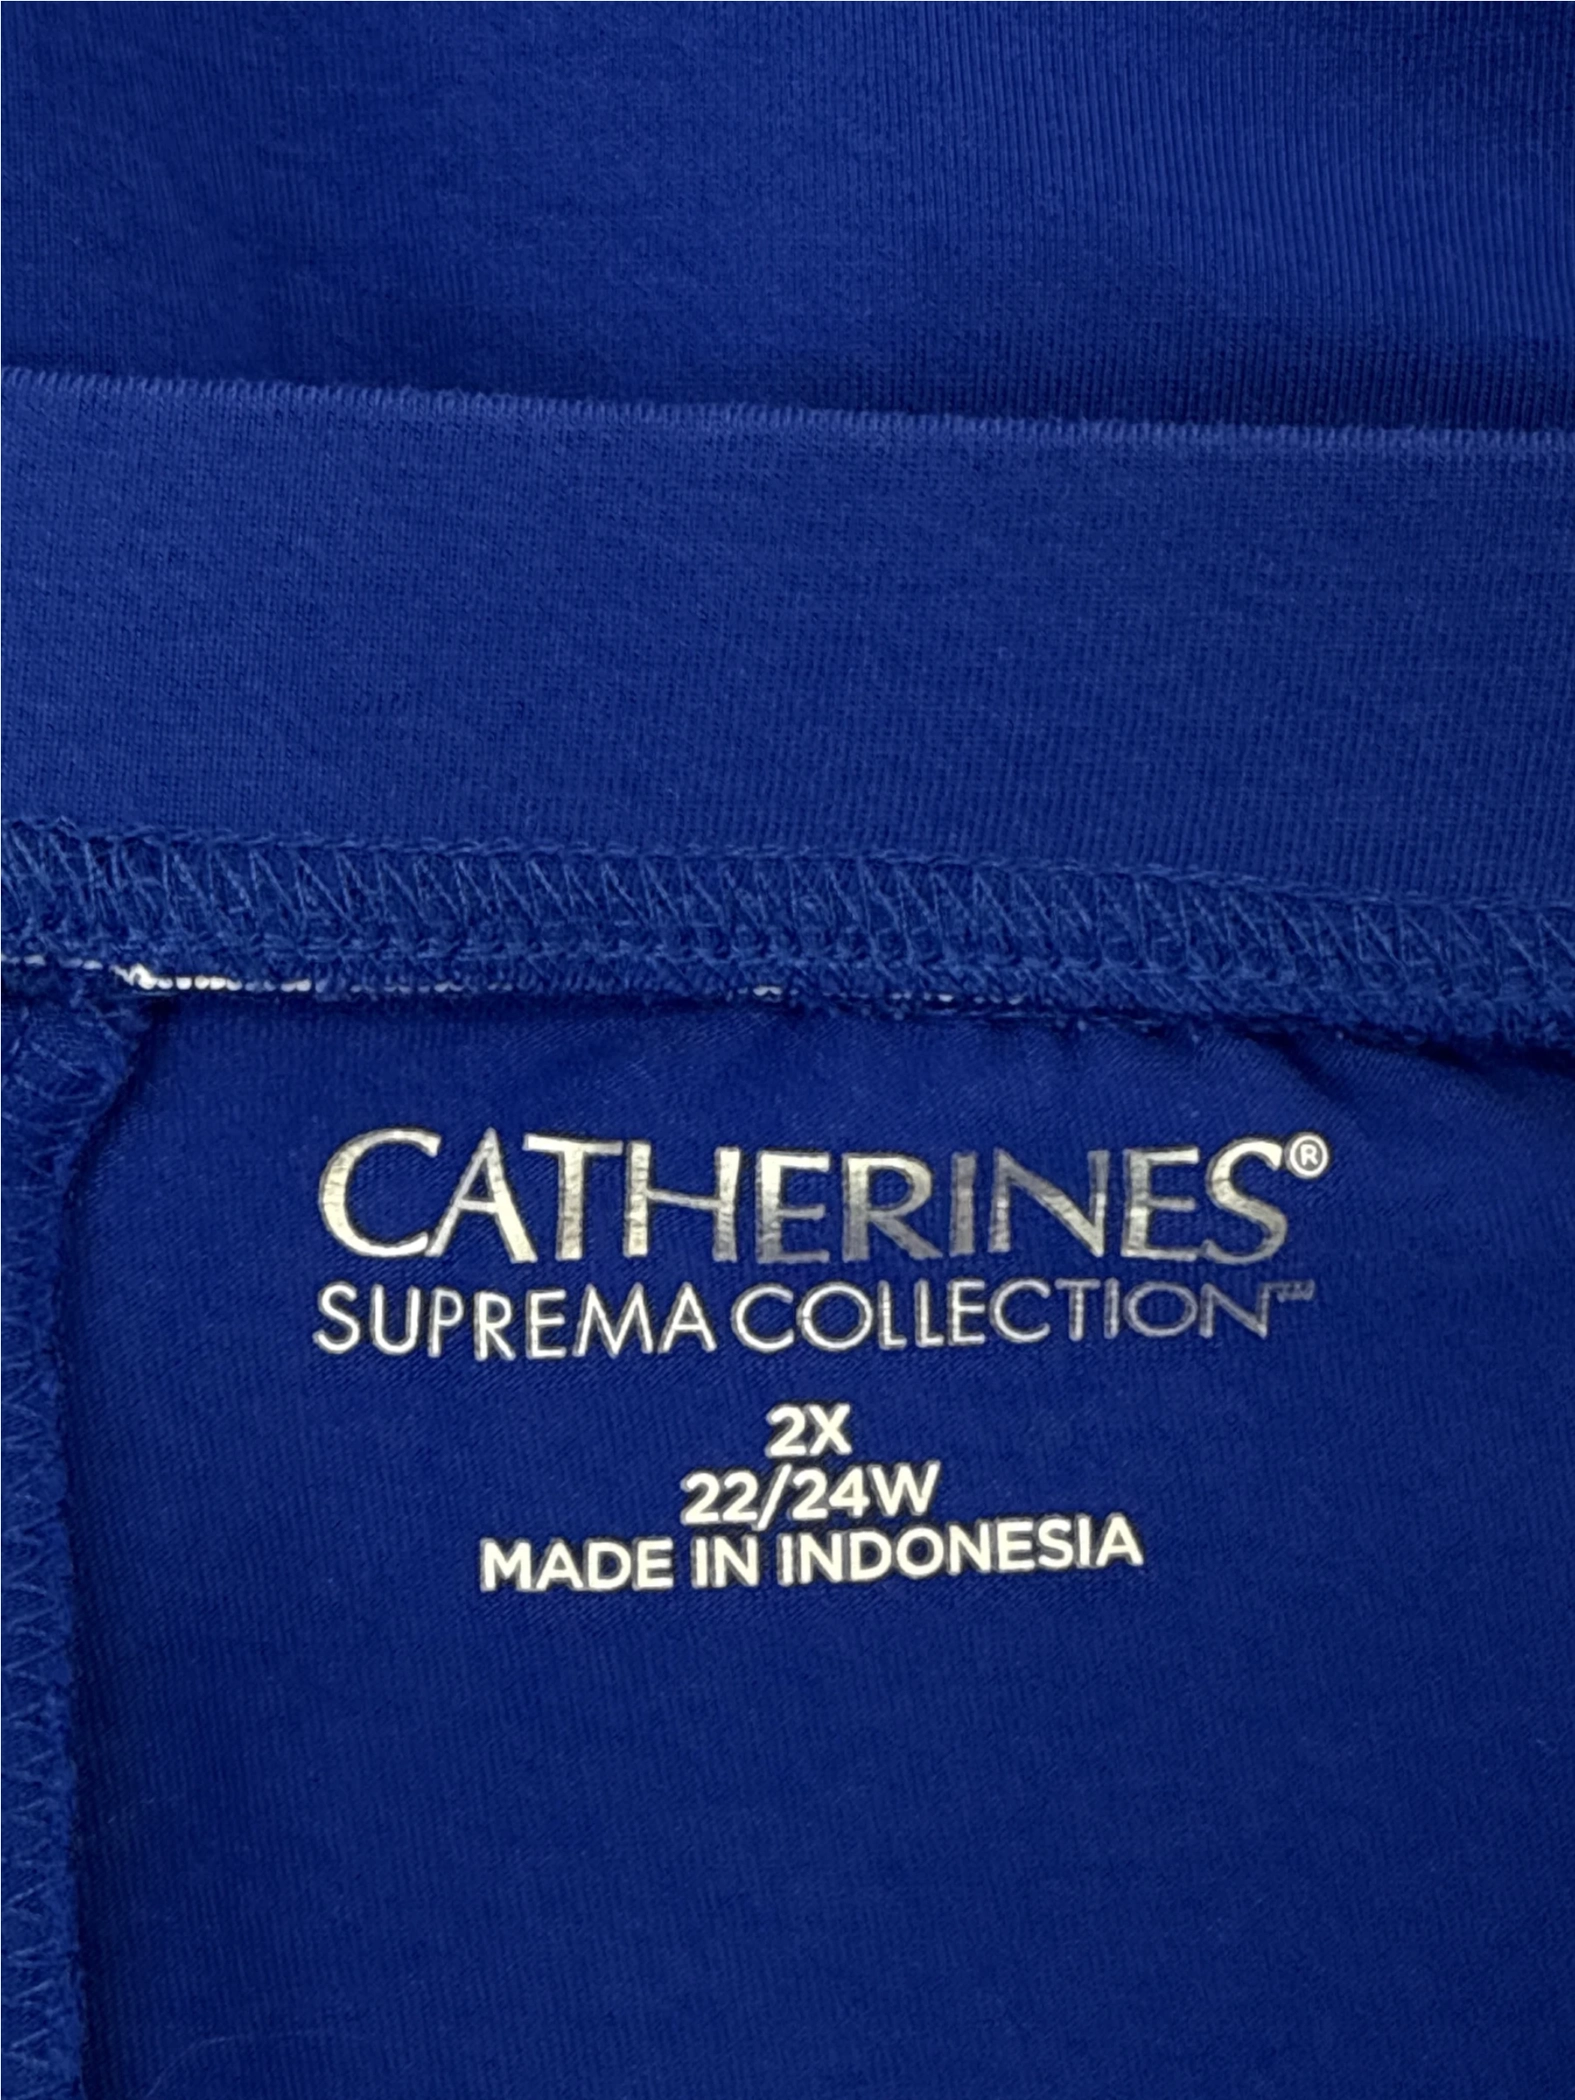 CATHERINES®
SUPREMA COLLECTION™
2X
22/24W
MADE IN INDONESIA